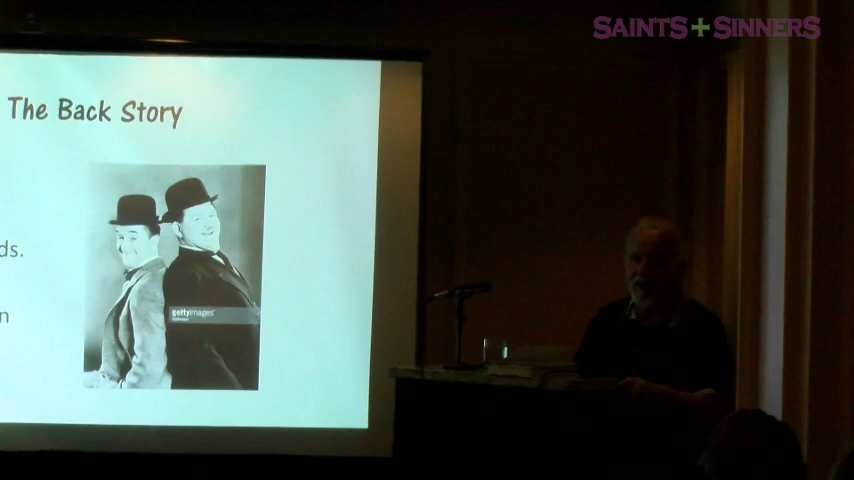 SAINTS+SINNERS
The Back Story
ds.
n
gettyimages®